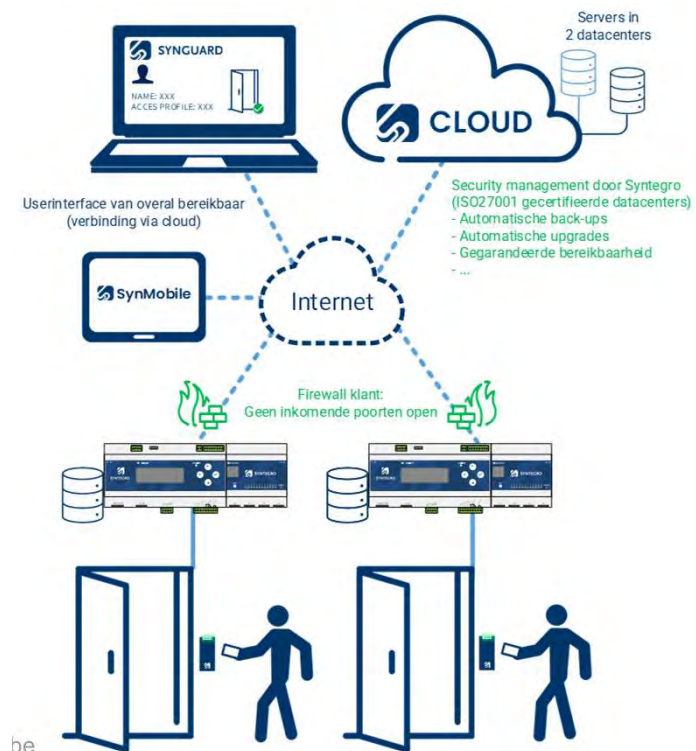 SYNGUARD
NAME: XXX
ACCES PROFILE: XXX
Servers in
2 datacenters
CLOUD
Userinterface van overal bereikbaar
(verbinding via cloud)
Security management door Syntegro
(ISO27001 gecertifieerde datacenters)
- Automatische back-ups
- Automatische upgrades
- Gegarandeerde bereikbaarheid
- ...
SynMobile
Internet
Firewall klant:
Geen inkomende poorten open
SYNTEGRO
SYNTEGRO
SYNTEGRO
SYNTEGRO
be